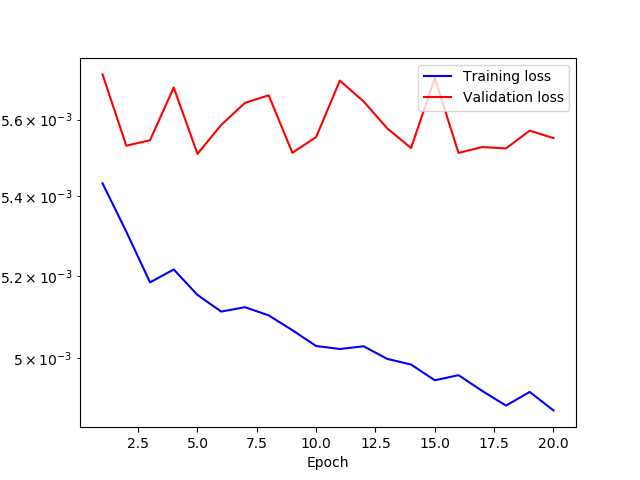 Training loss
Validation loss
5.6 × 10⁻³
5.4 × 10⁻³
5.2 × 10⁻³
5 × 10⁻³
2.5 5.0 7.5 10.0 12.5 15.0 17.5 20.0
Epoch